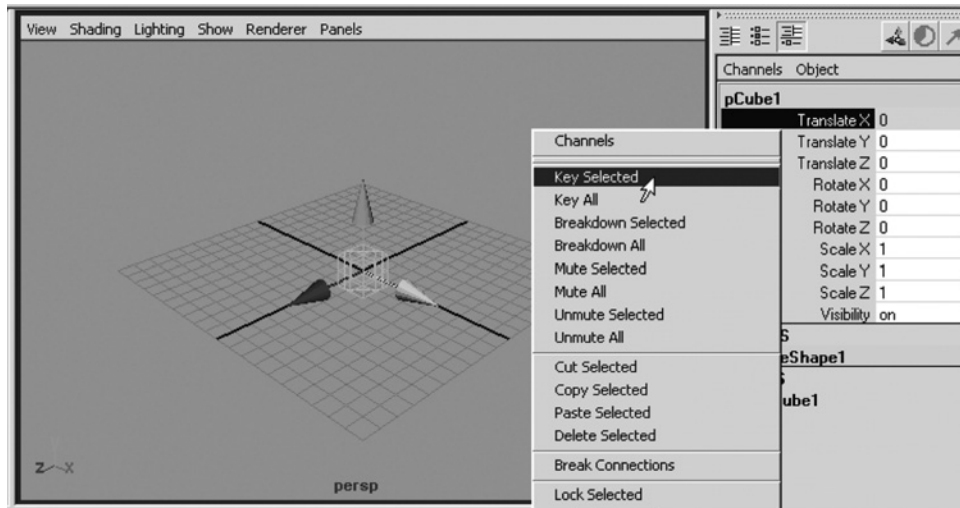 View Shading Lighting Show Renderer Panels
Channels Object
pCube1
Translate X 0
Translate Y 0
Translate Z 0
Rotate X 0
Rotate Y 0
Rotate Z 0
Scale X 1
Scale Y 1
Scale Z 1
Visibility on
S
eShape1
ube1
Channels
Key Selected
Key All
Breakdown Selected
Breakdown All
Mute Selected
Mute All
Unmute Selected
Unmute All
Cut Selected
Copy Selected
Paste Selected
Delete Selected
Break Connections
Lock Selected
Z X
persp